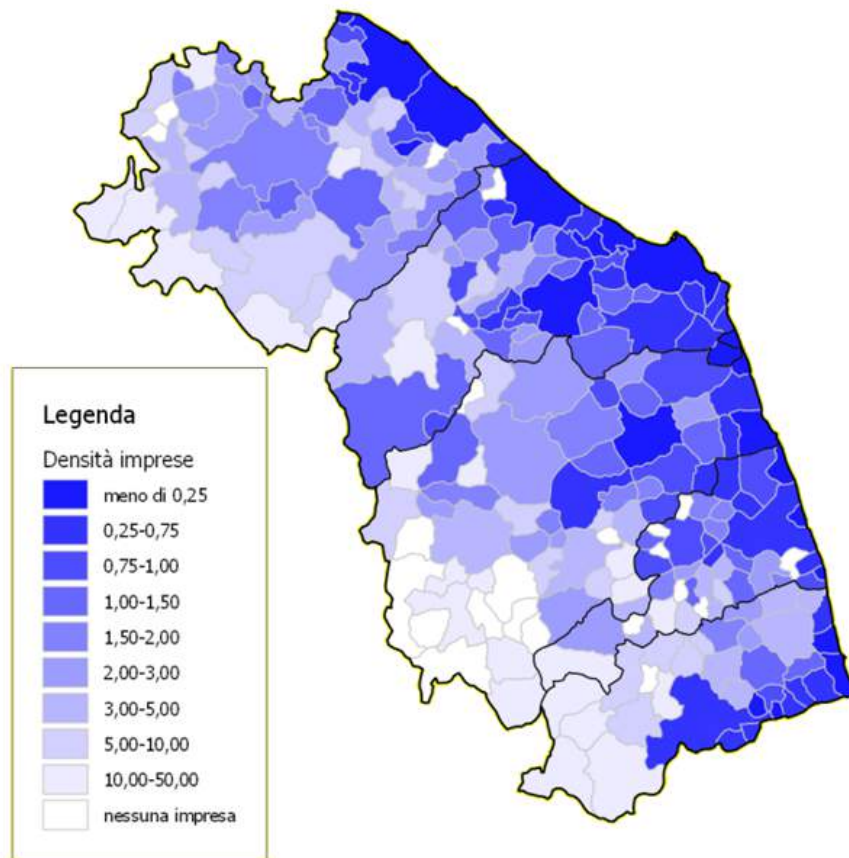 Legenda
Densità imprese
meno di 0,25
0,25-0,75
0,75-1,00
1,00-1,50
1,50-2,00
2,00-3,00
3,00-5,00
5,00-10,00
10,00-50,00
nessuna impresa